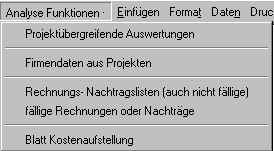 Analyse Funktionen Einfügen Format Daten Druc
Projektübergreifende Auswertungen
Firmendaten aus Projekten
Rechnungs- Nachtragslisten (auch nicht fällige)
fällige Rechnungen oder Nachträge
Blatt Kostenaufstellung